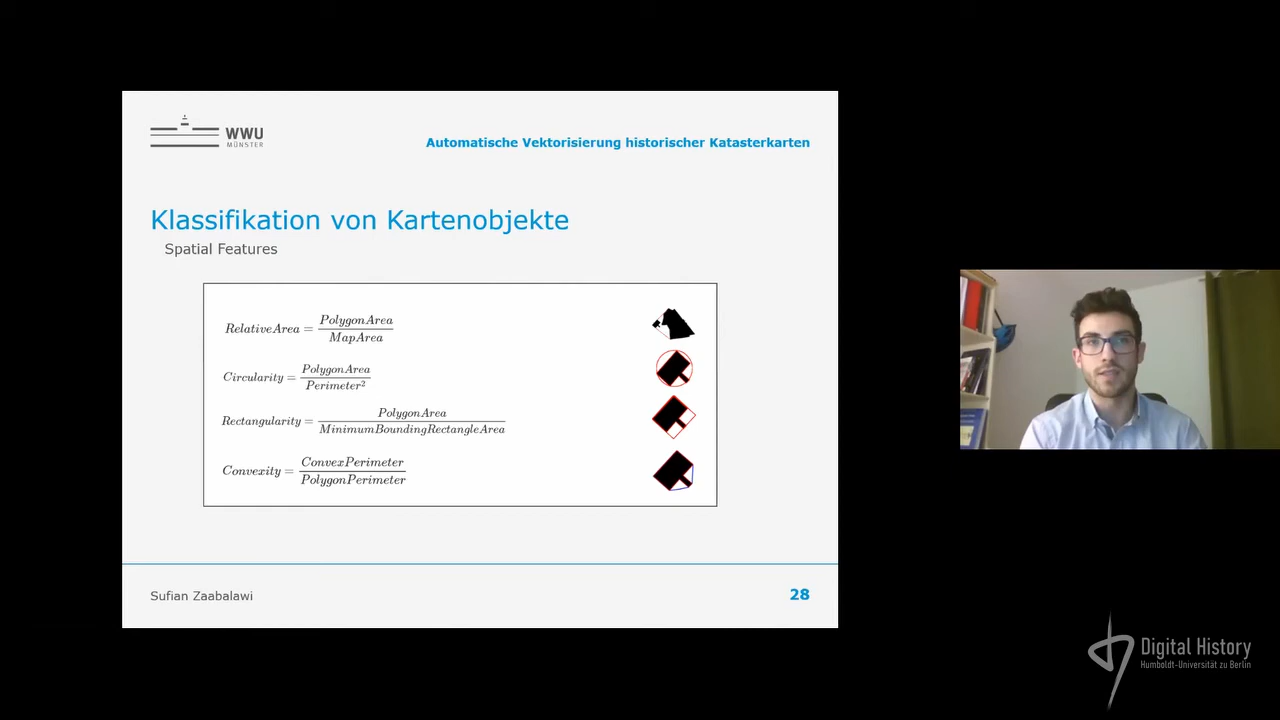 WWU
MÜNSTER
Automatische Vektorisierung historischer Katasterkarten
Klassifikation von Kartenobjekte
Spatial Features
RelativeArea = PolygonArea / MapArea
Circularity = PolygonArea / Perimeter²
Rectangularity = PolygonArea / MinimumBoundingRectangleArea
Convexity = ConvexPerimeter / PolygonPerimeter
Sufian Zaabalawi
28
Digital History
Humboldt-Universität zu Berlin